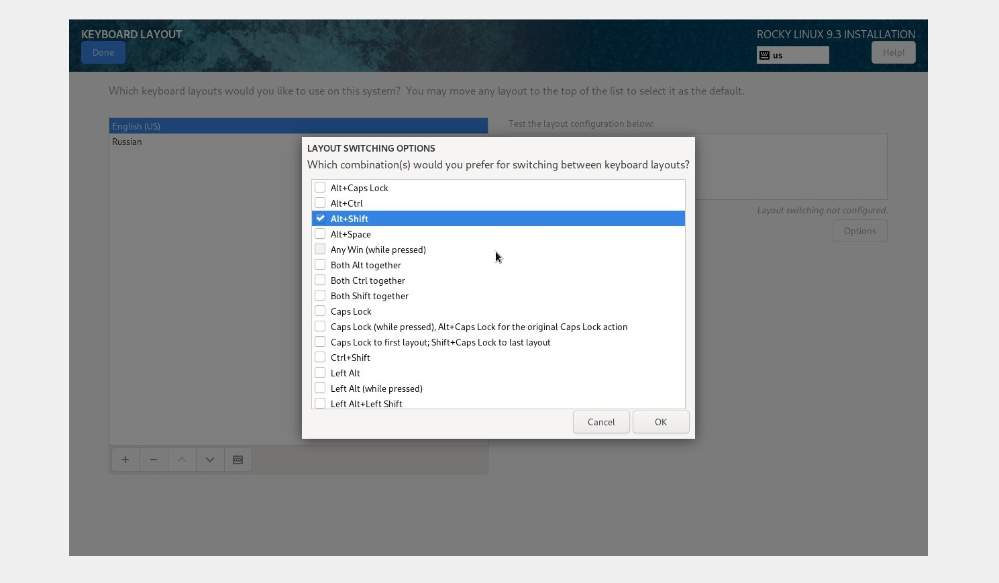 KEYBOARD LAYOUT
ROCKY LINUX 9.3 INSTALLATION
Done
us
Help!
Which keyboard layouts would you like to use on this system? You may move any layout to the top of the list to select it as the default.
English (US)
Russian
Test the layout configuration below:
Layout switching not configured.
Options
LAYOUT SWITCHING OPTIONS
Which combination(s) would you prefer for switching between keyboard layouts?
Alt+Caps Lock
Alt+Ctrl
Alt+Shift
Alt+Space
Any Win (while pressed)
Both Alt together
Both Ctrl together
Both Shift together
Caps Lock
Caps Lock (while pressed), Alt+Caps Lock for the original Caps Lock action
Caps Lock to first layout; Shift+Caps Lock to last layout
Ctrl+Shift
Left Alt
Left Alt (while pressed)
Left Alt+Left Shift
Cancel
OK